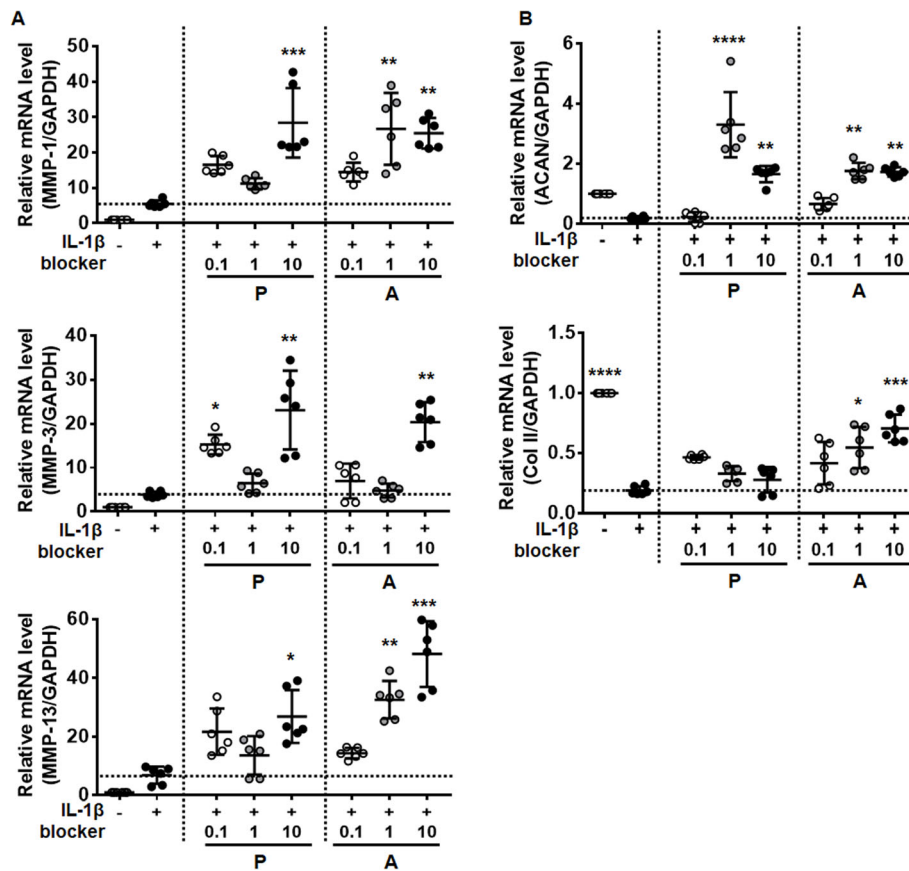 A
Relative mRNA level
(MMP-1/GAPDH)
50
40
30
20
10
0
***
**
**
IL-1β - + + + + + + +
blocker 0.1 1 10 0.1 1 10
P A
Relative mRNA level
(MMP-3/GAPDH)
40
30
20
10
0
*
**
**
IL-1β - + + + + + + +
blocker 0.1 1 10 0.1 1 10
P A
Relative mRNA level
(MMP-13/GAPDH)
60
40
20
0
*
**
***
IL-1β - + + + + + + +
blocker 0.1 1 10 0.1 1 10
P A
B
Relative mRNA level
(ACAN/GAPDH)
6
4
2
0
****
**
**
**
IL-1β - + + + + + + +
blocker 0.1 1 10 0.1 1 10
P A
Relative mRNA level
(Col II/GAPDH)
1.5
1.0
0.5
0.0
****
*
***
IL-1β - + + + + + + +
blocker 0.1 1 10 0.1 1 10
P A